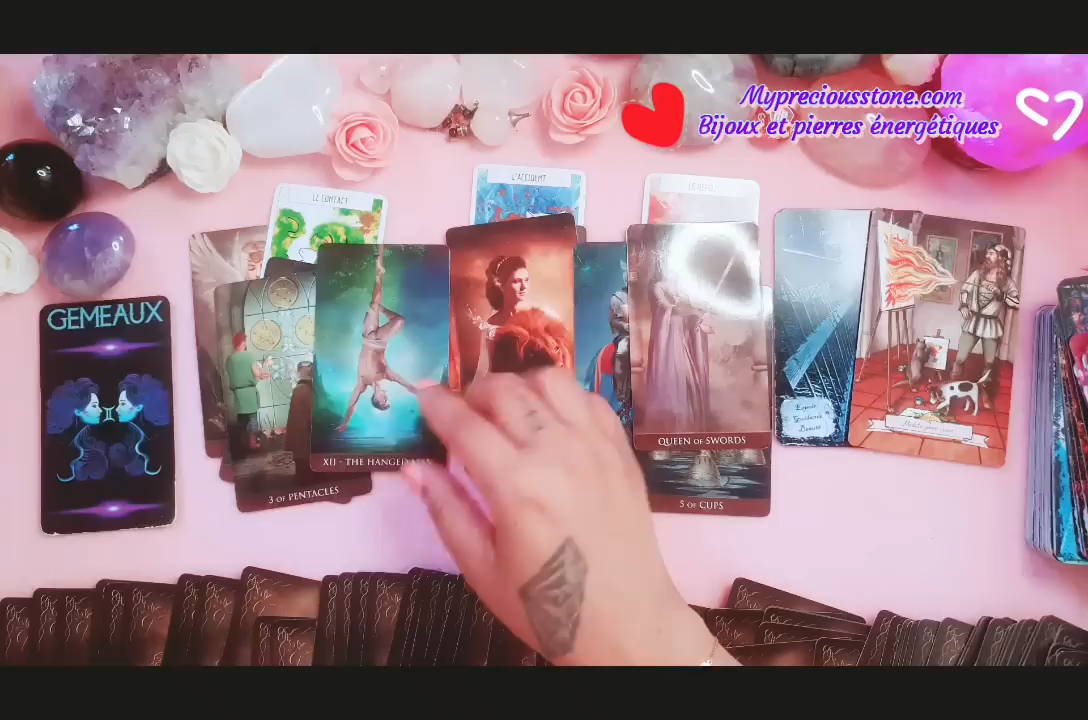 Mypreciousstone.com
Bijoux et pierres énergétiques
LE CONTACT
L'ACCIDENT
GEMEAUX
XII - THE HANGED
3 OF PENTACLES
QUEEN OF SWORDS
5 OF CUPS